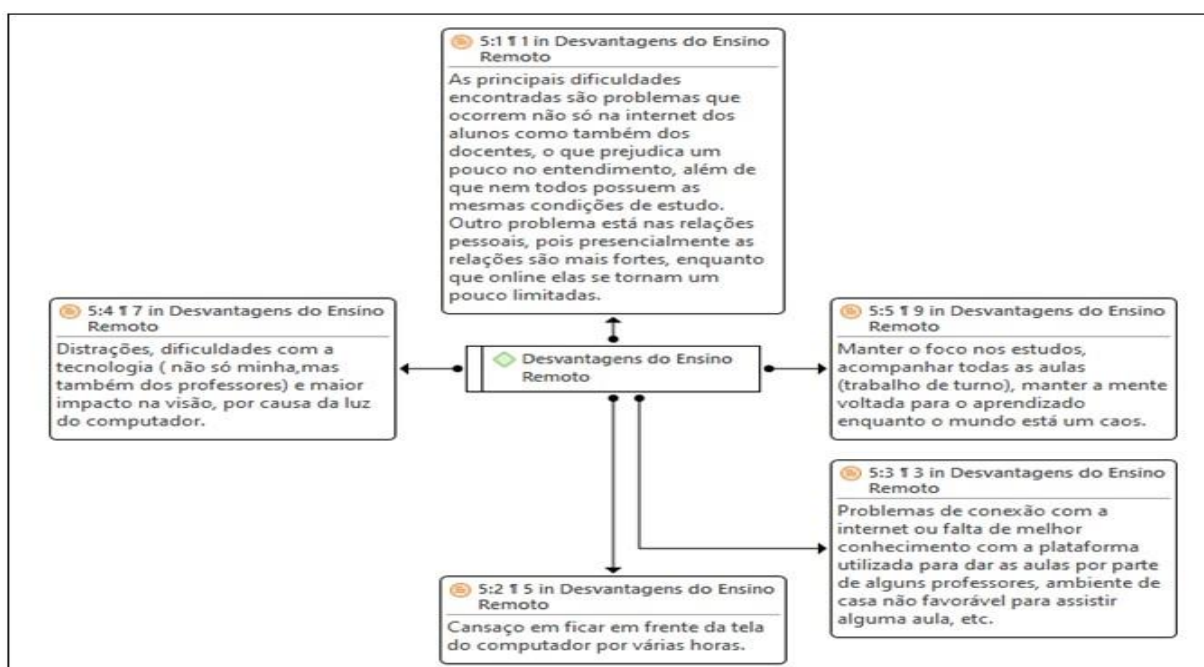 5:1 ¶ 1 in Desvantagens do Ensino
Remoto
As principais dificuldades
encontradas são problemas que
ocorrem não só na internet dos
alunos como também dos
docentes, o que prejudica um
pouco no entendimento, além de
que nem todos possuem as
mesmas condições de estudo.
Outro problema está nas relações
pessoais, pois presencialmente as
relações são mais fortes, enquanto
que online elas se tornam um
pouco limitadas.
5:4 ¶ 7 in Desvantagens do Ensino
Remoto
Distrações, dificuldades com a
tecnologia ( não só minha,mas
também dos professores) e maior
impacto na visão, por causa da luz
do computador.
Desvantagens do Ensino
Remoto
5:5 ¶ 9 in Desvantagens do Ensino
Remoto
Manter o foco nos estudos,
acompanhar todas as aulas
(trabalho de turno), manter a mente
voltada para o aprendizado
enquanto o mundo está um caos.
5:3 ¶ 3 in Desvantagens do Ensino
Remoto
Problemas de conexão com a
internet ou falta de melhor
conhecimento com a plataforma
utilizada para dar as aulas por parte
de alguns professores, ambiente de
casa não favorável para assistir
alguma aula, etc.
5:2 ¶ 5 in Desvantagens do Ensino
Remoto
Cansaço em ficar em frente da tela
do computador por várias horas.